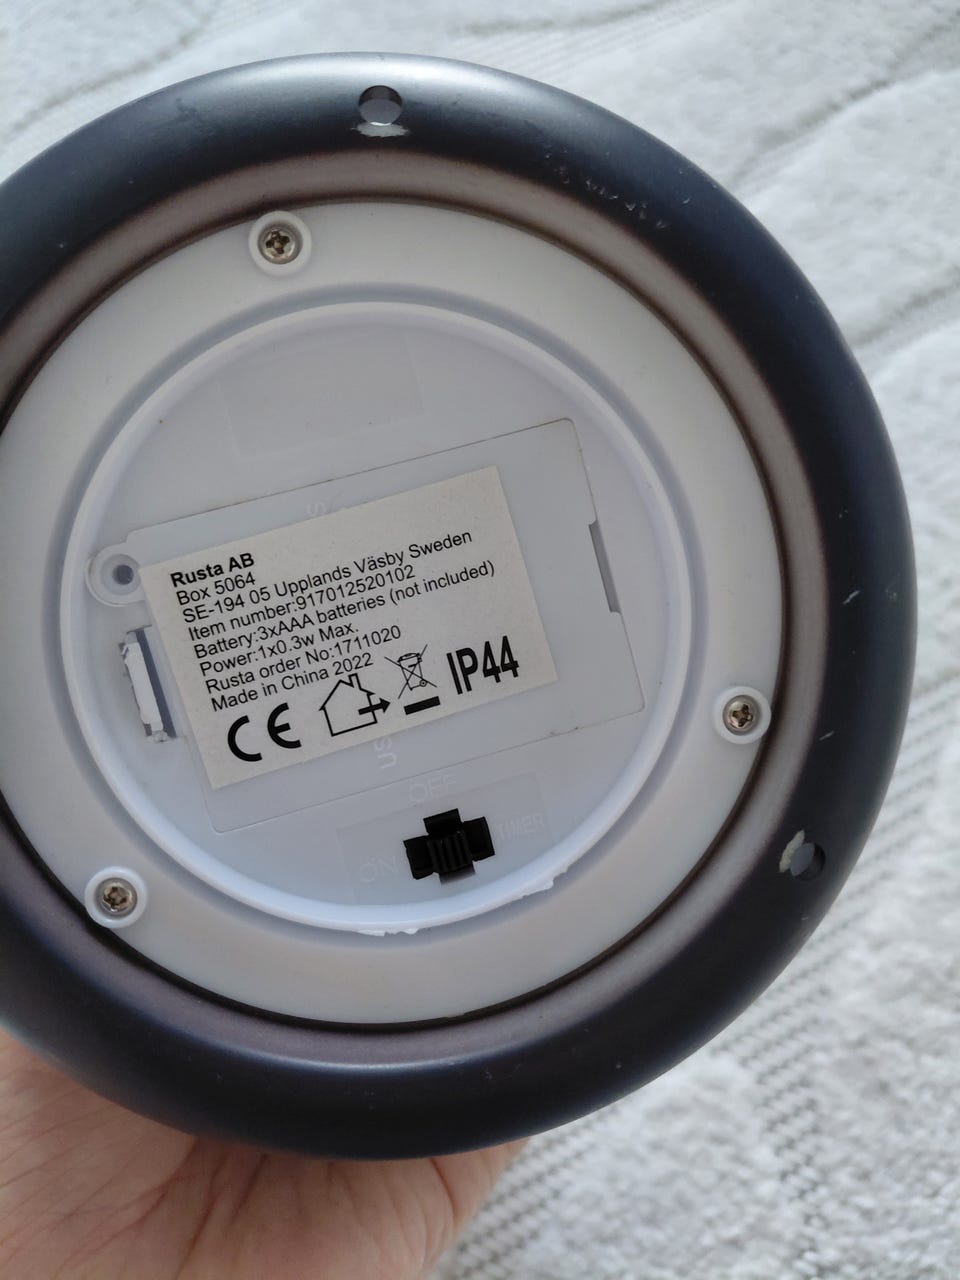 Rusta AB
Box 5064
SE-194 05 Upplands Väsby Sweden
Item number:917012520102
Battery:3xAAA batteries (not included)
Power:1x0.3w Max.
Rusta order No:1711020
Made in China 2022
CE
IP44
US
OFF
ON
TIMER